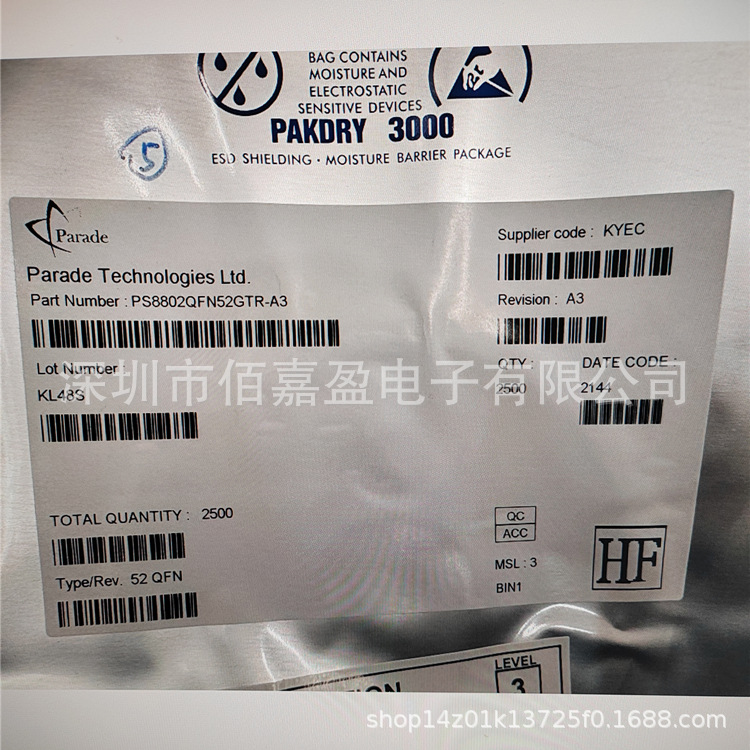 BAG CONTAINS
MOISTURE AND
ELECTROSTATIC
SENSITIVE DEVICES
PAKDRY 3000
ESD SHIELDING · MOISTURE BARRIER PACKAGE
5
Parade
Supplier code : KYEC
Parade Technologies Ltd.
Part Number : PS8802QFN52GTR-A3
Revision : A3
Lot Number :
QTY :
DATE CODE :
深圳市佰嘉盈电子有限公司
KL48S
2500
2144
TOTAL QUANTITY : 2500
QC
ACC
HF
MSL : 3
Type/Rev. 52 QFN
BIN1
LEVEL
3
shop14z01k13725f0.1688.com